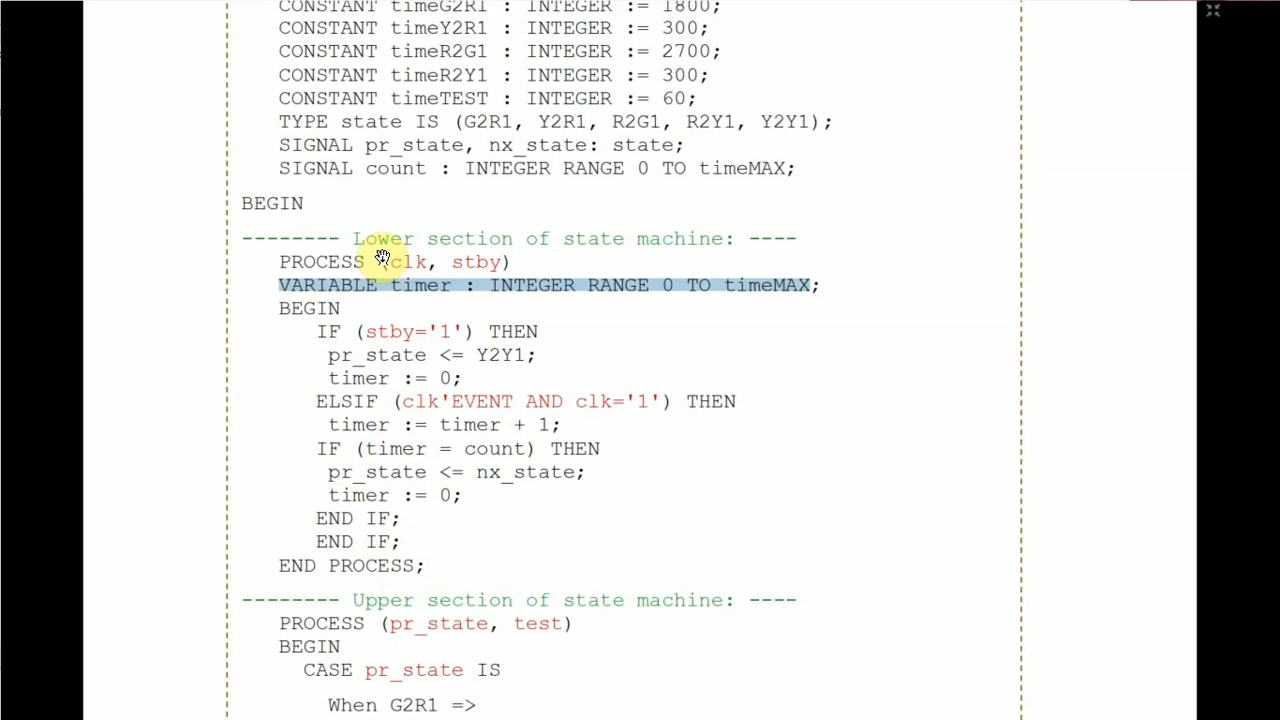 CONSTANT timeG2R1 : INTEGER := 1800;
CONSTANT timeY2R1 : INTEGER := 300;
CONSTANT timeR2G1 : INTEGER := 2700;
CONSTANT timeR2Y1 : INTEGER := 300;
CONSTANT timeTEST : INTEGER := 60;
TYPE state IS (G2R1, Y2R1, R2G1, R2Y1, Y2Y1);
SIGNAL pr_state, nx_state: state;
SIGNAL count : INTEGER RANGE 0 TO timeMAX;
BEGIN
-------- Lower section of state machine: ----
PROCESS (clk, stby)
VARIABLE timer : INTEGER RANGE 0 TO timeMAX;
BEGIN
IF (stby='1') THEN
pr_state <= Y2Y1;
timer := 0;
ELSIF (clk'EVENT AND clk='1') THEN
timer := timer + 1;
IF (timer = count) THEN
pr_state <= nx_state;
timer := 0;
END IF;
END IF;
END PROCESS;
-------- Upper section of state machine: ----
PROCESS (pr_state, test)
BEGIN
CASE pr_state IS
When G2R1 =>